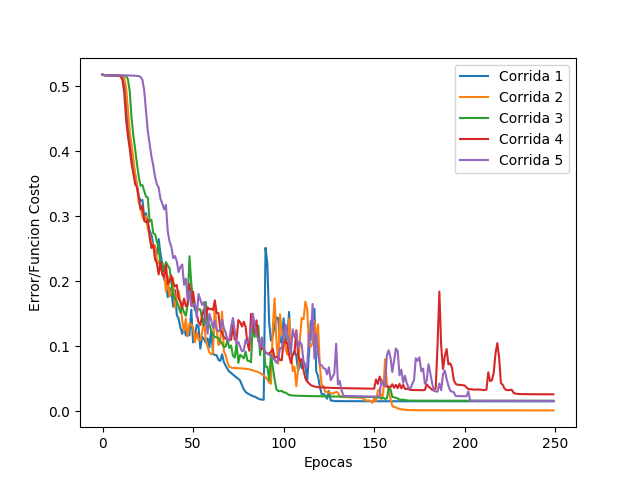 Corrida 1
Corrida 2
Corrida 3
Corrida 4
Corrida 5
Error/Funcion Costo
0.5
0.4
0.3
0.2
0.1
0.0
0 50 100 150 200 250
Epocas